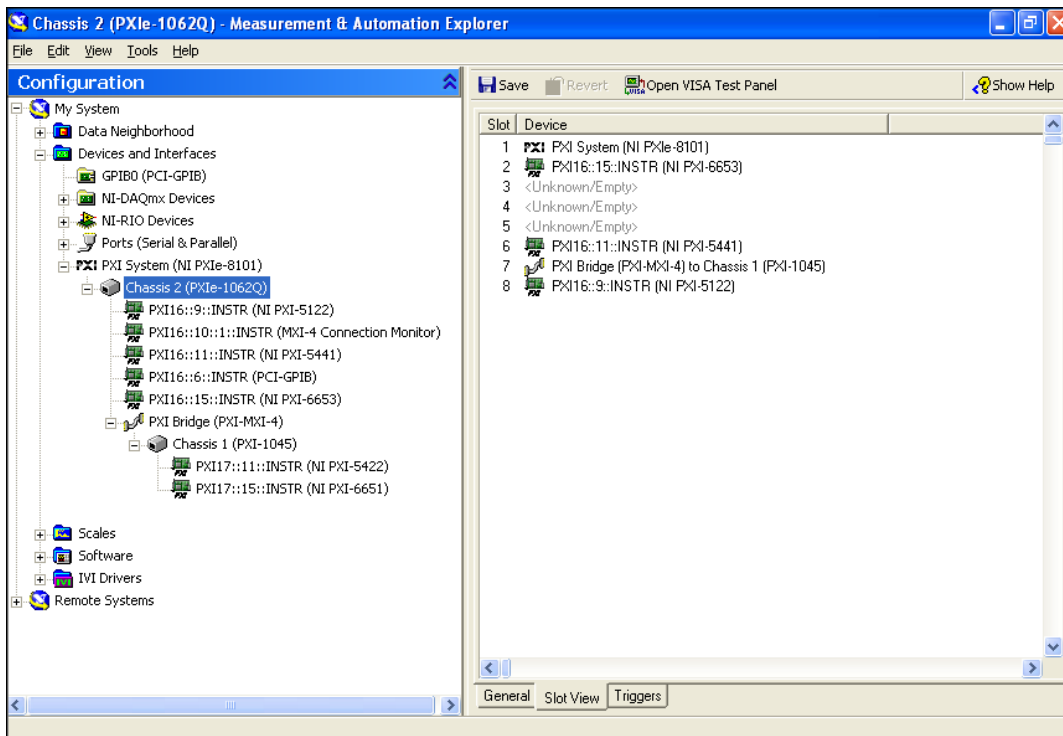 Chassis 2 (PXIe-1062Q) - Measurement & Automation Explorer
File Edit View Tools Help
Configuration
My System
Data Neighborhood
Devices and Interfaces
GPIB0 (PCI-GPIB)
NI-DAQmx Devices
NI-RIO Devices
Ports (Serial & Parallel)
PXI PXI System (NI PXIe-8101)
Chassis 2 (PXIe-1062Q)
PXI16::9::INSTR (NI PXI-5122)
PXI16::10::1::INSTR (MXI-4 Connection Monitor)
PXI16::11::INSTR (NI PXI-5441)
PXI16::6::INSTR (PCI-GPIB)
PXI16::15::INSTR (NI PXI-6653)
PXI Bridge (PXI-MXI-4)
Chassis 1 (PXI-1045)
PXI17::11::INSTR (NI PXI-5422)
PXI17::15::INSTR (NI PXI-6651)
Scales
Software
IVI Drivers
Remote Systems
Save Revert Open VISA Test Panel Show Help
Slot Device
1 PXI PXI System (NI PXIe-8101)
2 PXI16::15::INSTR (NI PXI-6653)
3 <Unknown/Empty>
4 <Unknown/Empty>
5 <Unknown/Empty>
6 PXI16::11::INSTR (NI PXI-5441)
7 PXI Bridge (PXI-MXI-4) to Chassis 1 (PXI-1045)
8 PXI16::9::INSTR (NI PXI-5122)
General Slot View Triggers